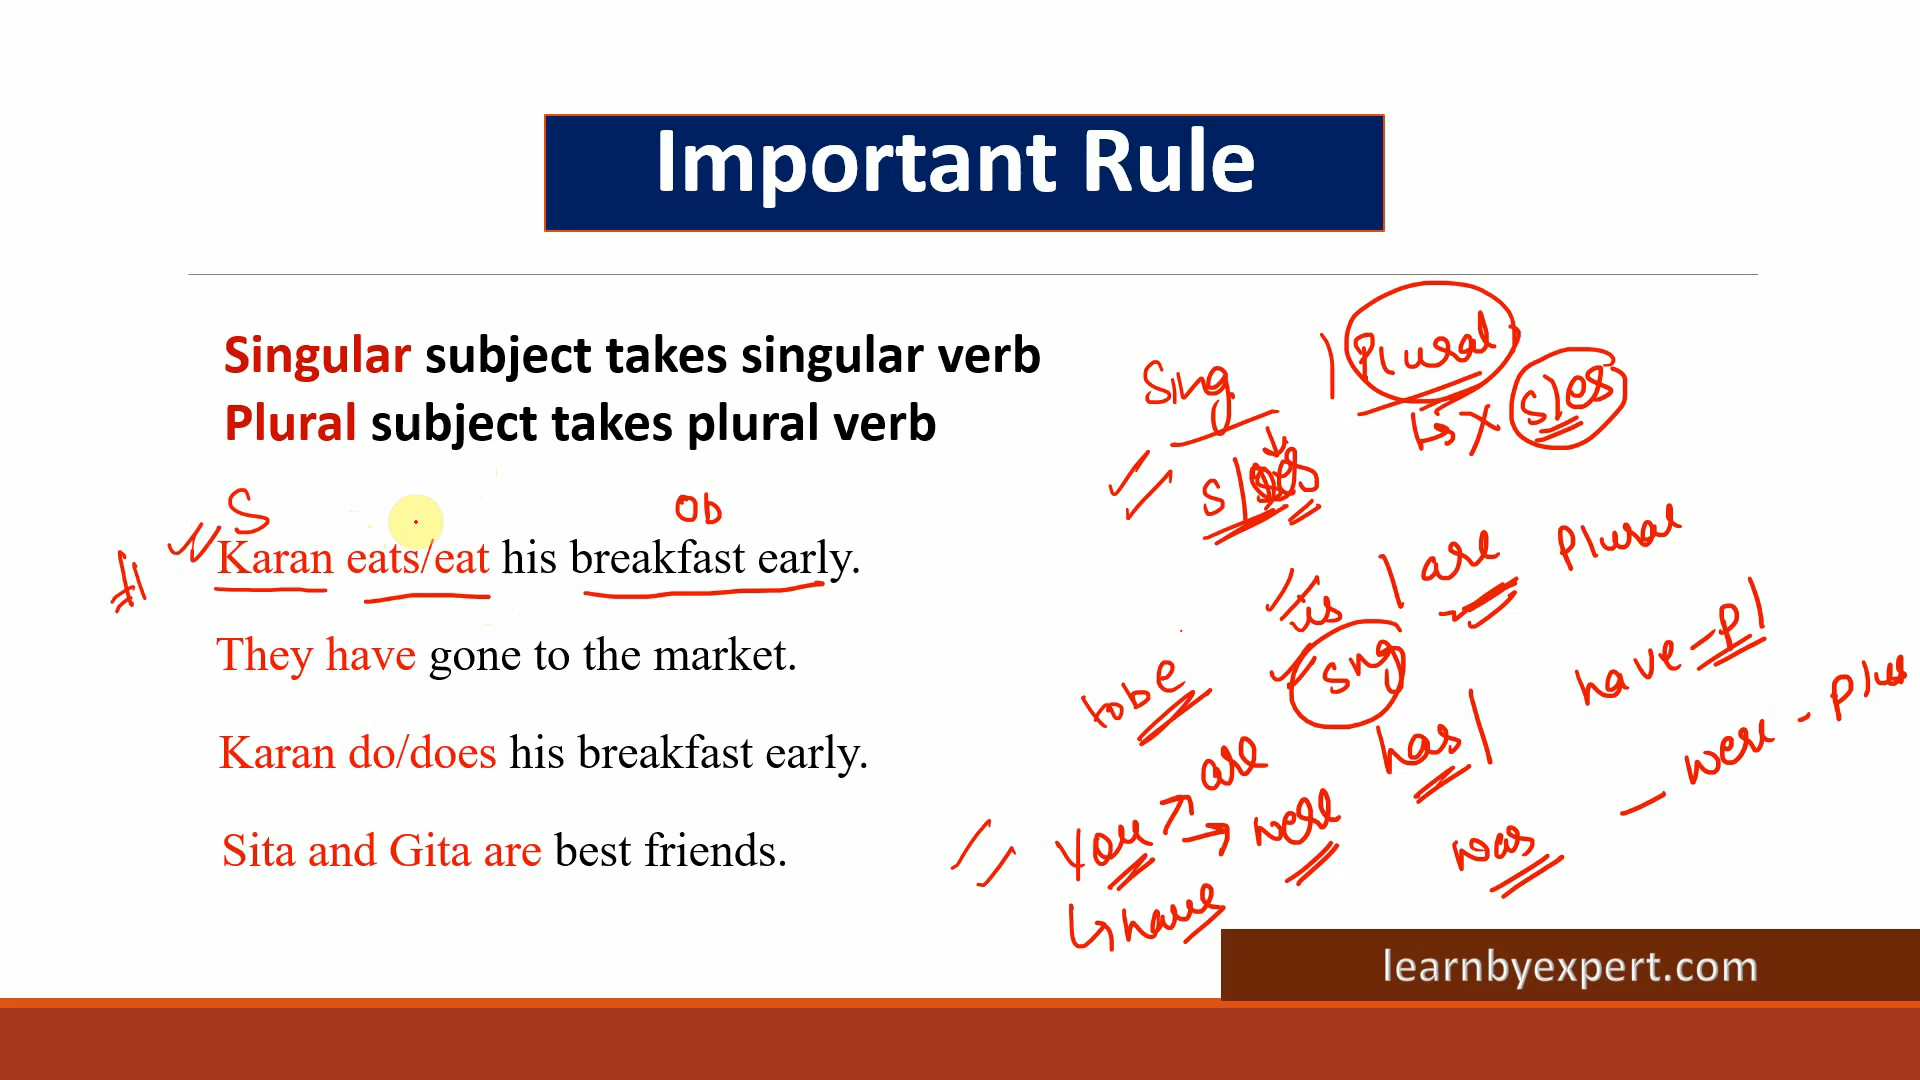 Important Rule
Singular subject takes singular verb
Plural subject takes plural verb
S
Ob
Karan eats/eat his breakfast early.
They have gone to the market.
Karan do/does his breakfast early.
Sita and Gita are best friends.
Sing | Plural
s/es
↳ X s/es
is | are Plural
Sng
to be
has | have - Pl
was - were - Plu
You → are
→ were
↳ have
learnbyexpert.com